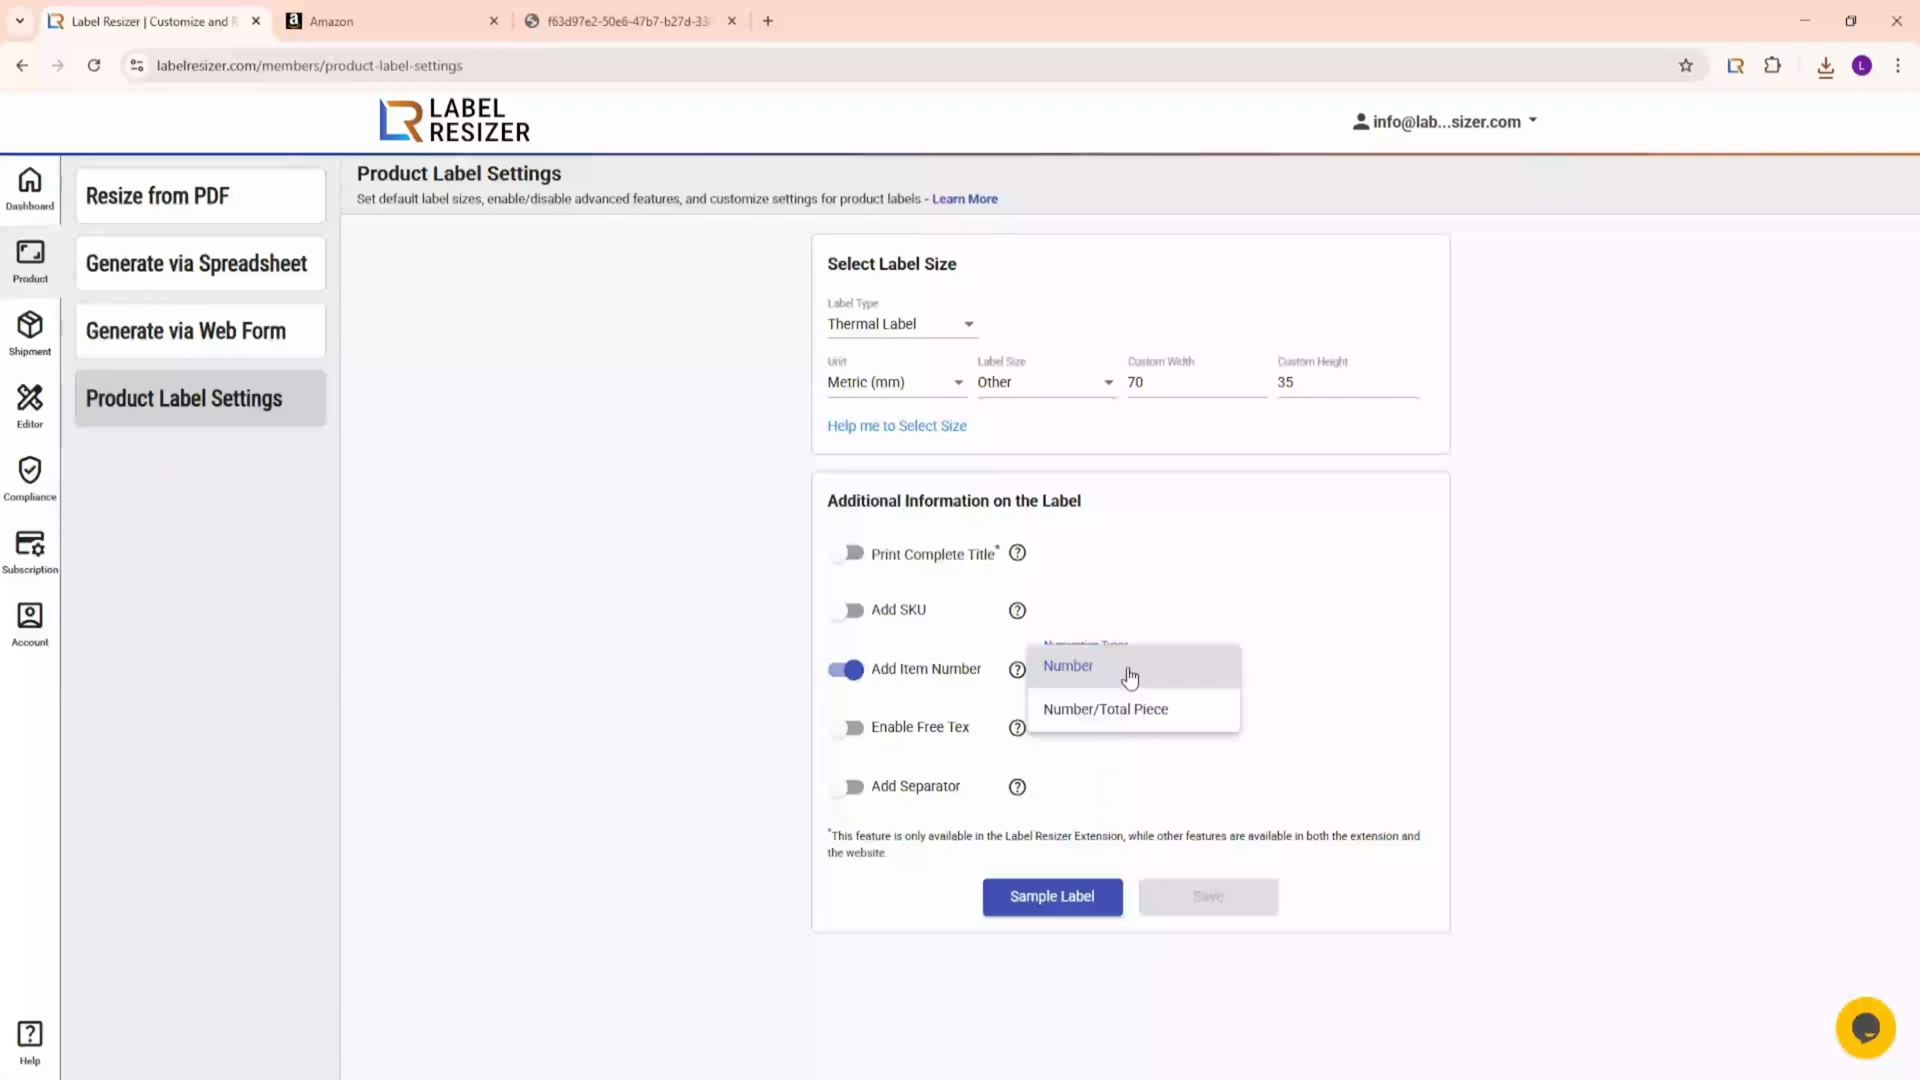 Label Resizer | Customize and R
Amazon
f63d97e2-50e6-47b7-b27d-33
labelresizer.com/members/product-label-settings
L
LABEL
RESIZER
info@lab...sizer.com
Dashboard
Product
Shipment
Editor
Compliance
Subscription
Account
Help
Resize from PDF
Generate via Spreadsheet
Generate via Web Form
Product Label Settings
Product Label Settings
Set default label sizes, enable/disable advanced features, and customize settings for product labels - Learn More
Select Label Size
Label Type
Thermal Label
Unit
Label Size
Custom Width
Custom Height
Metric (mm)
Other
70
35
Help me to Select Size
Additional Information on the Label
Print Complete Title*
Add SKU
Add Item Number
Number
Number/Total Piece
Enable Free Tex
Add Separator
*This feature is only available in the Label Resizer Extension, while other features are available in both the extension and
the website
Sample Label
Save